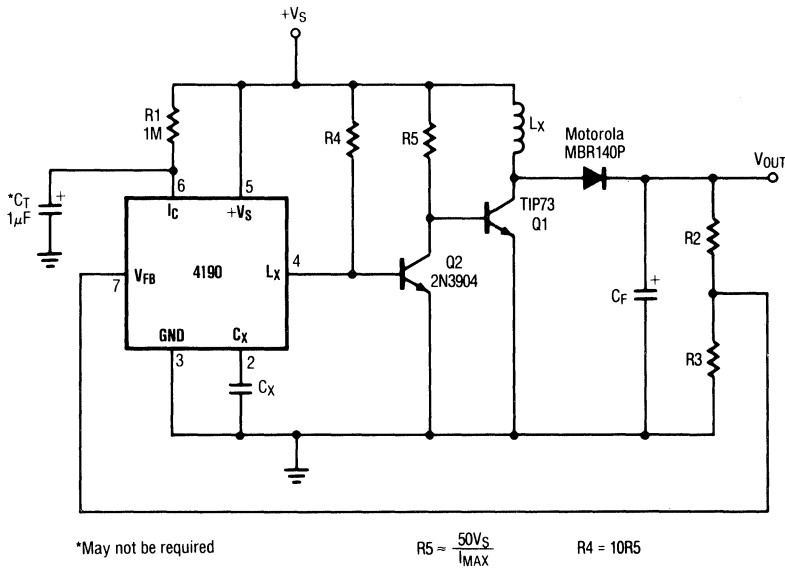 +VS
R1
1M
R4
R5
LX
Motorola
MBR140P
VOUT
*CT
1µF
+
6
5
IC
+VS
TIP73
Q1
R2
4
7
VFB
4190
LX
Q2
2N3904
CF
+
GND
CX
3
2
CX
R3
*May not be required
R5 ≈ 50VS
IMAX
R4 = 10R5